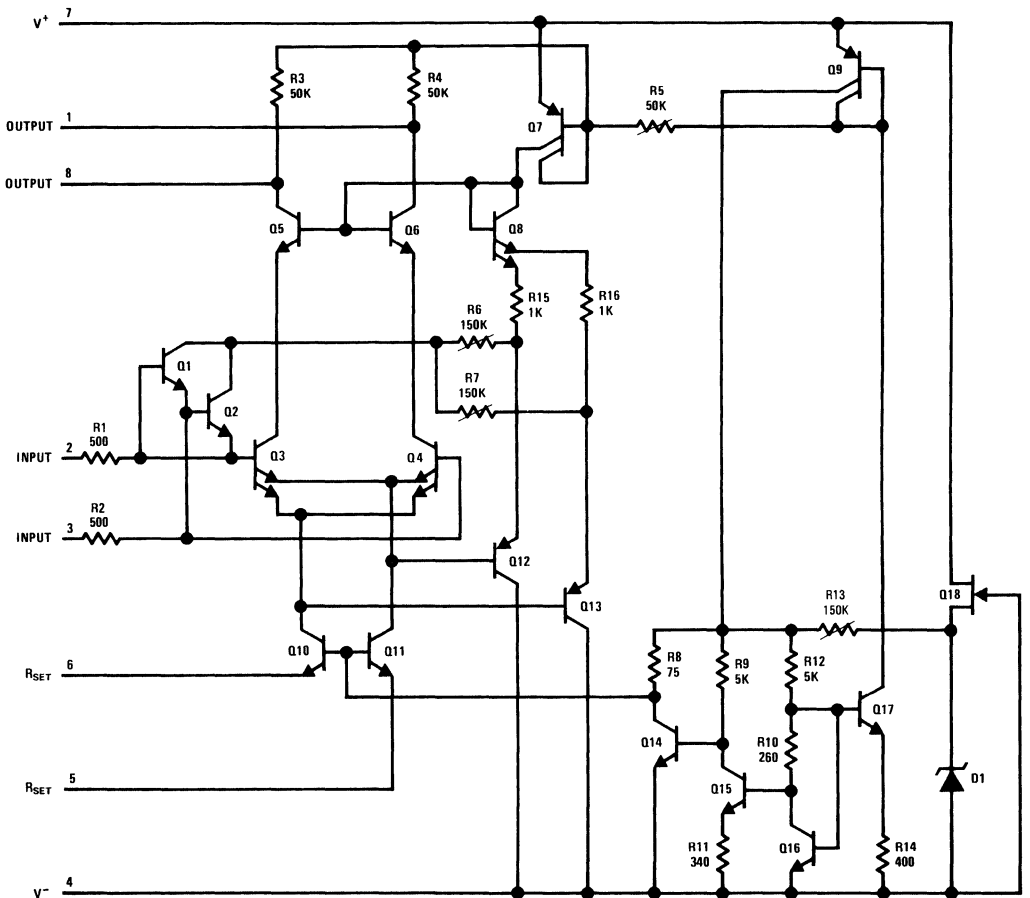 V+ 7
R3
50K
R4
50K
Q7
R5
50K
Q9
OUTPUT 1
OUTPUT 8
Q5
Q6
Q8
R15
1K
R16
1K
R6
150K
R7
150K
Q1
Q2
R1
500
INPUT 2
Q3
Q4
R2
500
INPUT 3
Q12
Q13
R13
150K
Q18
Q10
Q11
RSET 6
R8
75
R9
5K
R12
5K
Q17
Q14
R10
260
D1
RSET 5
Q15
R11
340
Q16
R14
400
V- 4